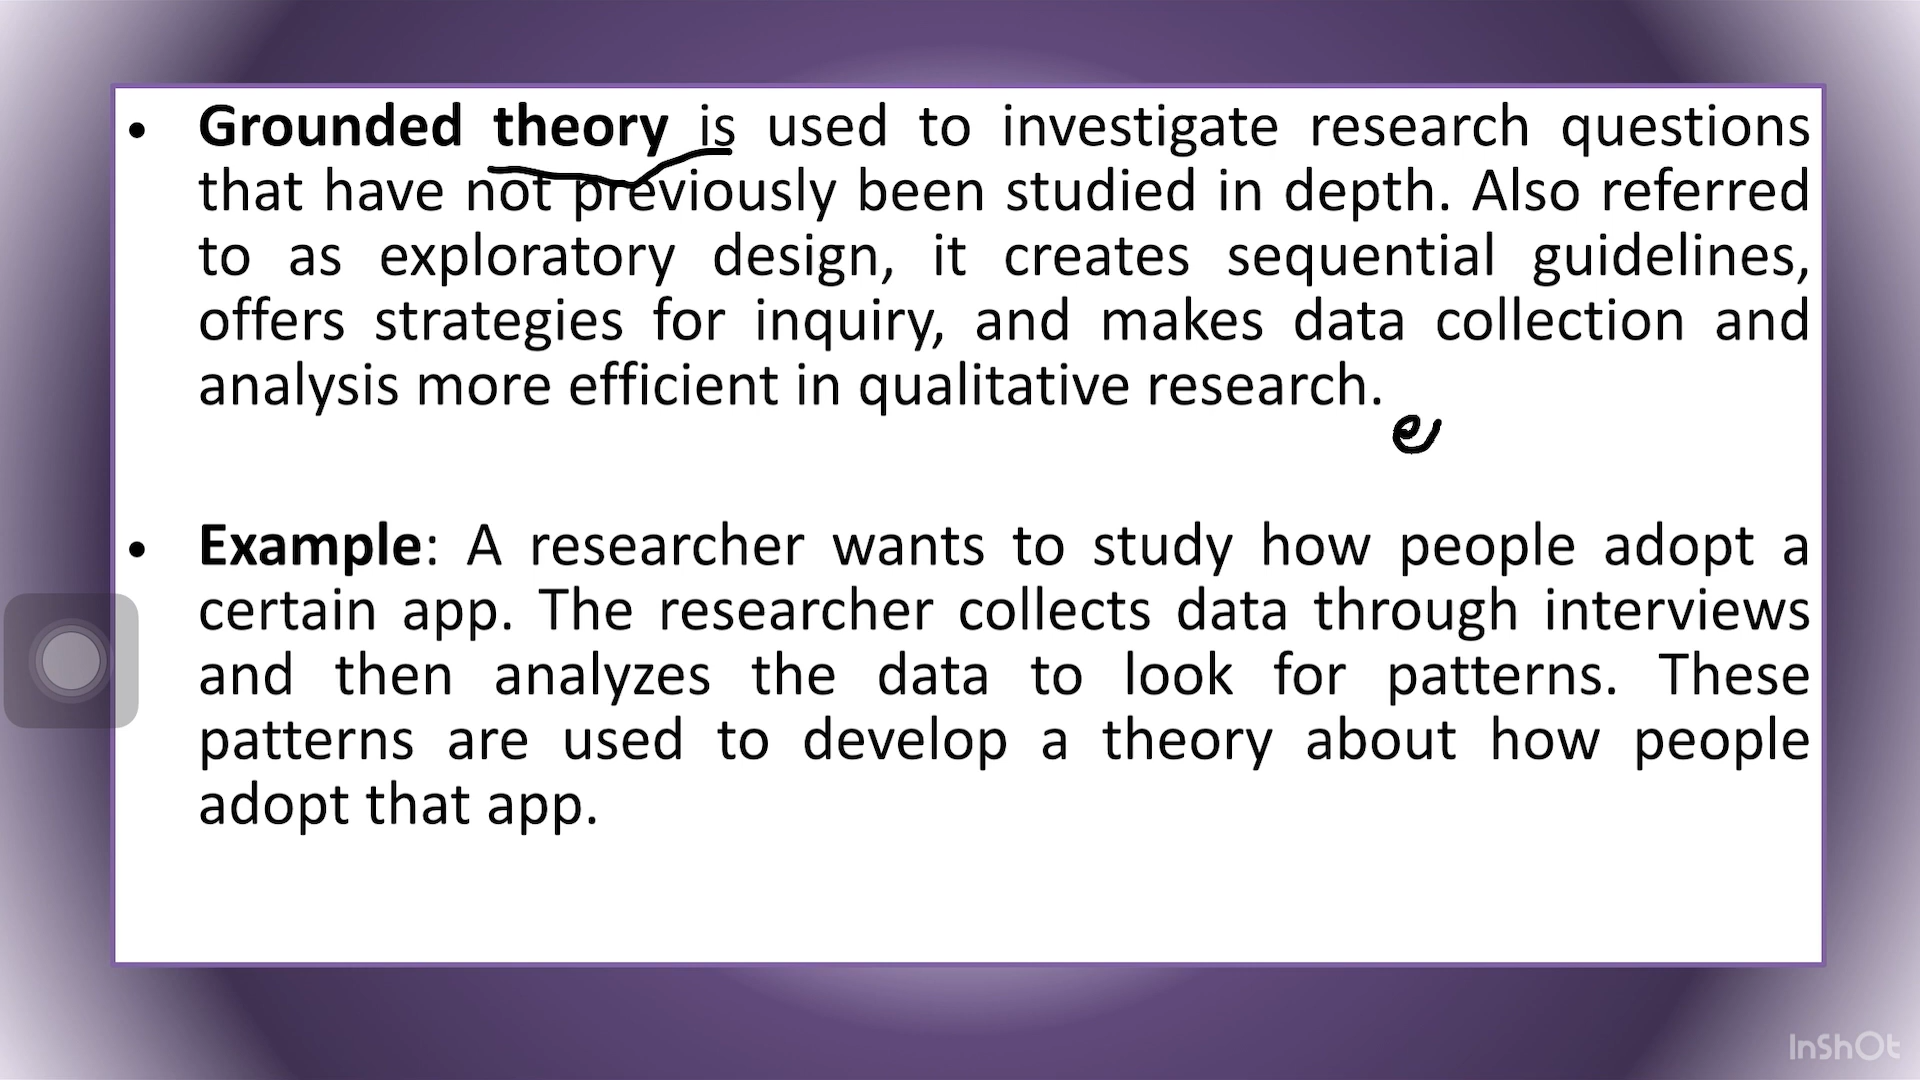 • Grounded theory is used to investigate research questions
that have not previously been studied in depth. Also referred
to as exploratory design, it creates sequential guidelines,
offers strategies for inquiry, and makes data collection and
analysis more efficient in qualitative research.
• Example: A researcher wants to study how people adopt a
certain app. The researcher collects data through interviews
and then analyzes the data to look for patterns. These
patterns are used to develop a theory about how people
adopt that app.
InShOt